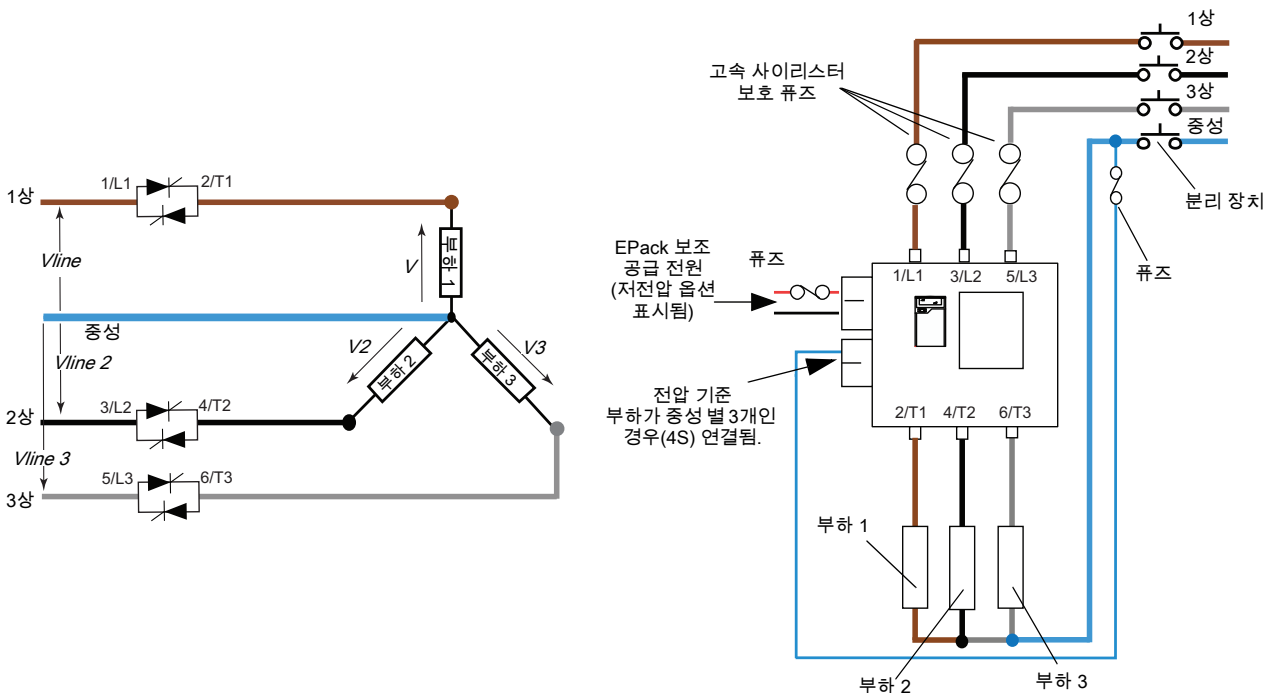 1상
1/L1
2/T1
Vline
V
부하 1
중성
Vline 2
V2
부하 2
V3
부하 3
2상
3/L2
4/T2
Vline 3
5/L3
6/T3
3상
1상
2상
3상
중성
고속 사이리스터
보호 퓨즈
분리 장치
퓨즈
EPack 보조
공급 전원
(저전압 옵션
표시됨)
퓨즈
1/L1
3/L2
5/L3
전압 기준
부하가 중성 별 3개인
경우(4S) 연결됨.
2/T1
4/T2
6/T3
부하 1
부하 2
부하 3